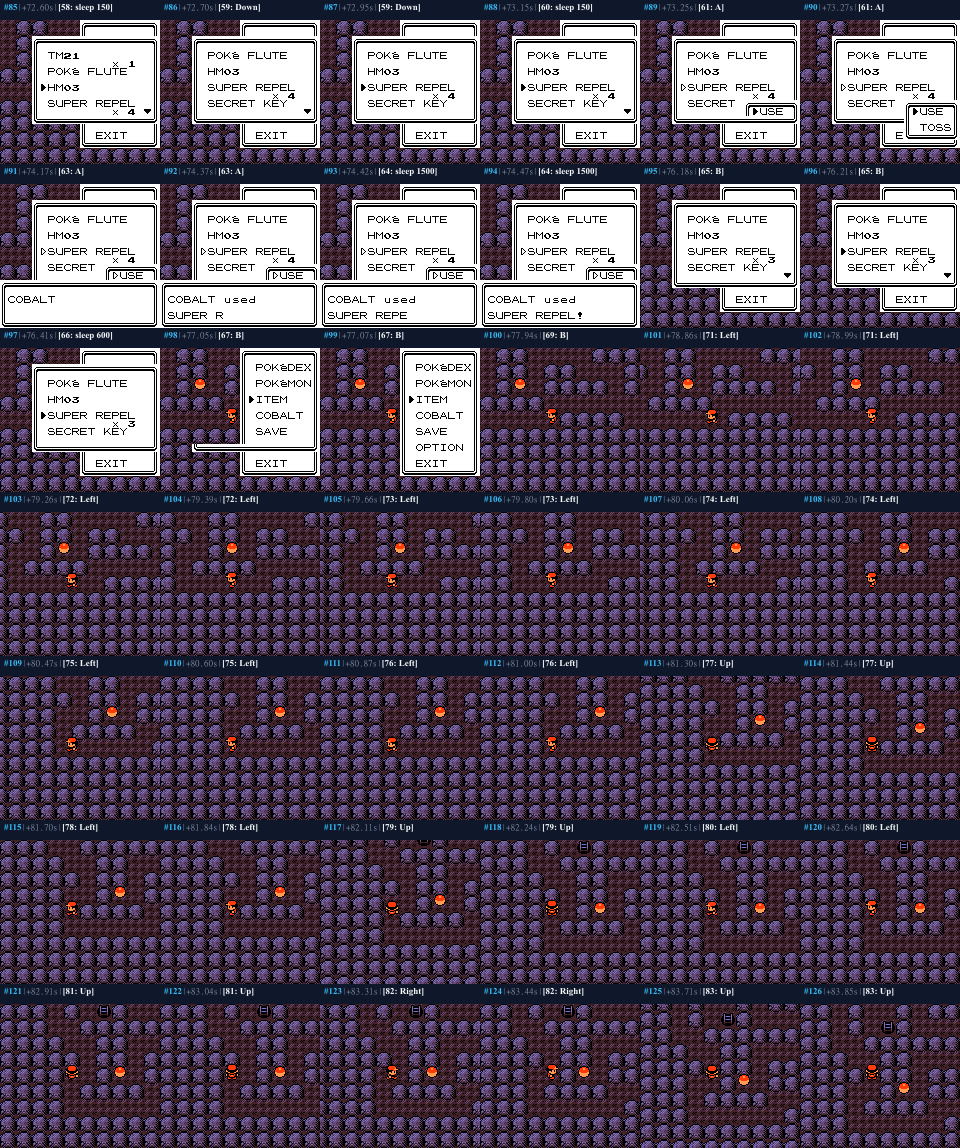 #85|+72.60s|[58: sleep 150]
#86|+72.70s|[59: Down]
#87|+72.95s|[59: Down]
#88|+73.15s|[60: sleep 150]
#89|+73.25s|[61: A]
#90|+73.27s|[61: A]
TM21
× 1
POKé FLUTE
▶HM03
SUPER REPEL
× 4
EXIT
POKé FLUTE
HM03
SUPER REPEL
× 4
SECRET KEY
EXIT
POKé FLUTE
HM03
▶SUPER REPEL
× 4
SECRET KEY
EXIT
POKé FLUTE
HM03
▶SUPER REPEL
× 4
SECRET KEY
EXIT
POKé FLUTE
HM03
▷SUPER REPEL
× 4
SECRET
▶USE
EXIT
POKé FLUTE
HM03
▷SUPER REPEL
× 4
SECRET
▶USE
TOSS
E
#91|+74.17s|[63: A]
#92|+74.37s|[63: A]
#93|+74.42s|[64: sleep 1500]
#94|+74.47s|[64: sleep 1500]
#95|+76.18s|[65: B]
#96|+76.21s|[65: B]
POKé FLUTE
HM03
▷SUPER REPEL
× 4
SECRET
▷USE
COBALT
POKé FLUTE
HM03
▷SUPER REPEL
× 4
SECRET
▷USE
COBALT used
SUPER R
POKé FLUTE
HM03
▷SUPER REPEL
× 4
SECRET
▷USE
COBALT used
SUPER REPE
POKé FLUTE
HM03
▷SUPER REPEL
× 4
SECRET
▷USE
COBALT used
SUPER REPEL!
POKé FLUTE
HM03
SUPER REPEL
× 3
SECRET KEY
EXIT
POKé FLUTE
HM03
▶SUPER REPEL
× 3
SECRET KEY
EXIT
#97|+76.41s|[66: sleep 600]
#98|+77.05s|[67: B]
#99|+77.07s|[67: B]
#100|+77.94s|[69: B]
#101|+78.86s|[71: Left]
#102|+78.99s|[71: Left]
POKé FLUTE
HM03
▶SUPER REPEL
× 3
SECRET KEY
EXIT
POKéDEX
POKéMON
▶ITEM
COBALT
SAVE
EXIT
POKéDEX
POKéMON
▶ITEM
COBALT
SAVE
OPTION
EXIT
#103|+79.26s|[72: Left]
#104|+79.39s|[72: Left]
#105|+79.66s|[73: Left]
#106|+79.80s|[73: Left]
#107|+80.06s|[74: Left]
#108|+80.20s|[74: Left]
#109|+80.47s|[75: Left]
#110|+80.60s|[75: Left]
#111|+80.87s|[76: Left]
#112|+81.00s|[76: Left]
#113|+81.30s|[77: Up]
#114|+81.44s|[77: Up]
#115|+81.70s|[78: Left]
#116|+81.84s|[78: Left]
#117|+82.11s|[79: Up]
#118|+82.24s|[79: Up]
#119|+82.51s|[80: Left]
#120|+82.64s|[80: Left]
#121|+82.91s|[81: Up]
#122|+83.04s|[81: Up]
#123|+83.31s|[82: Right]
#124|+83.44s|[82: Right]
#125|+83.71s|[83: Up]
#126|+83.85s|[83: Up]